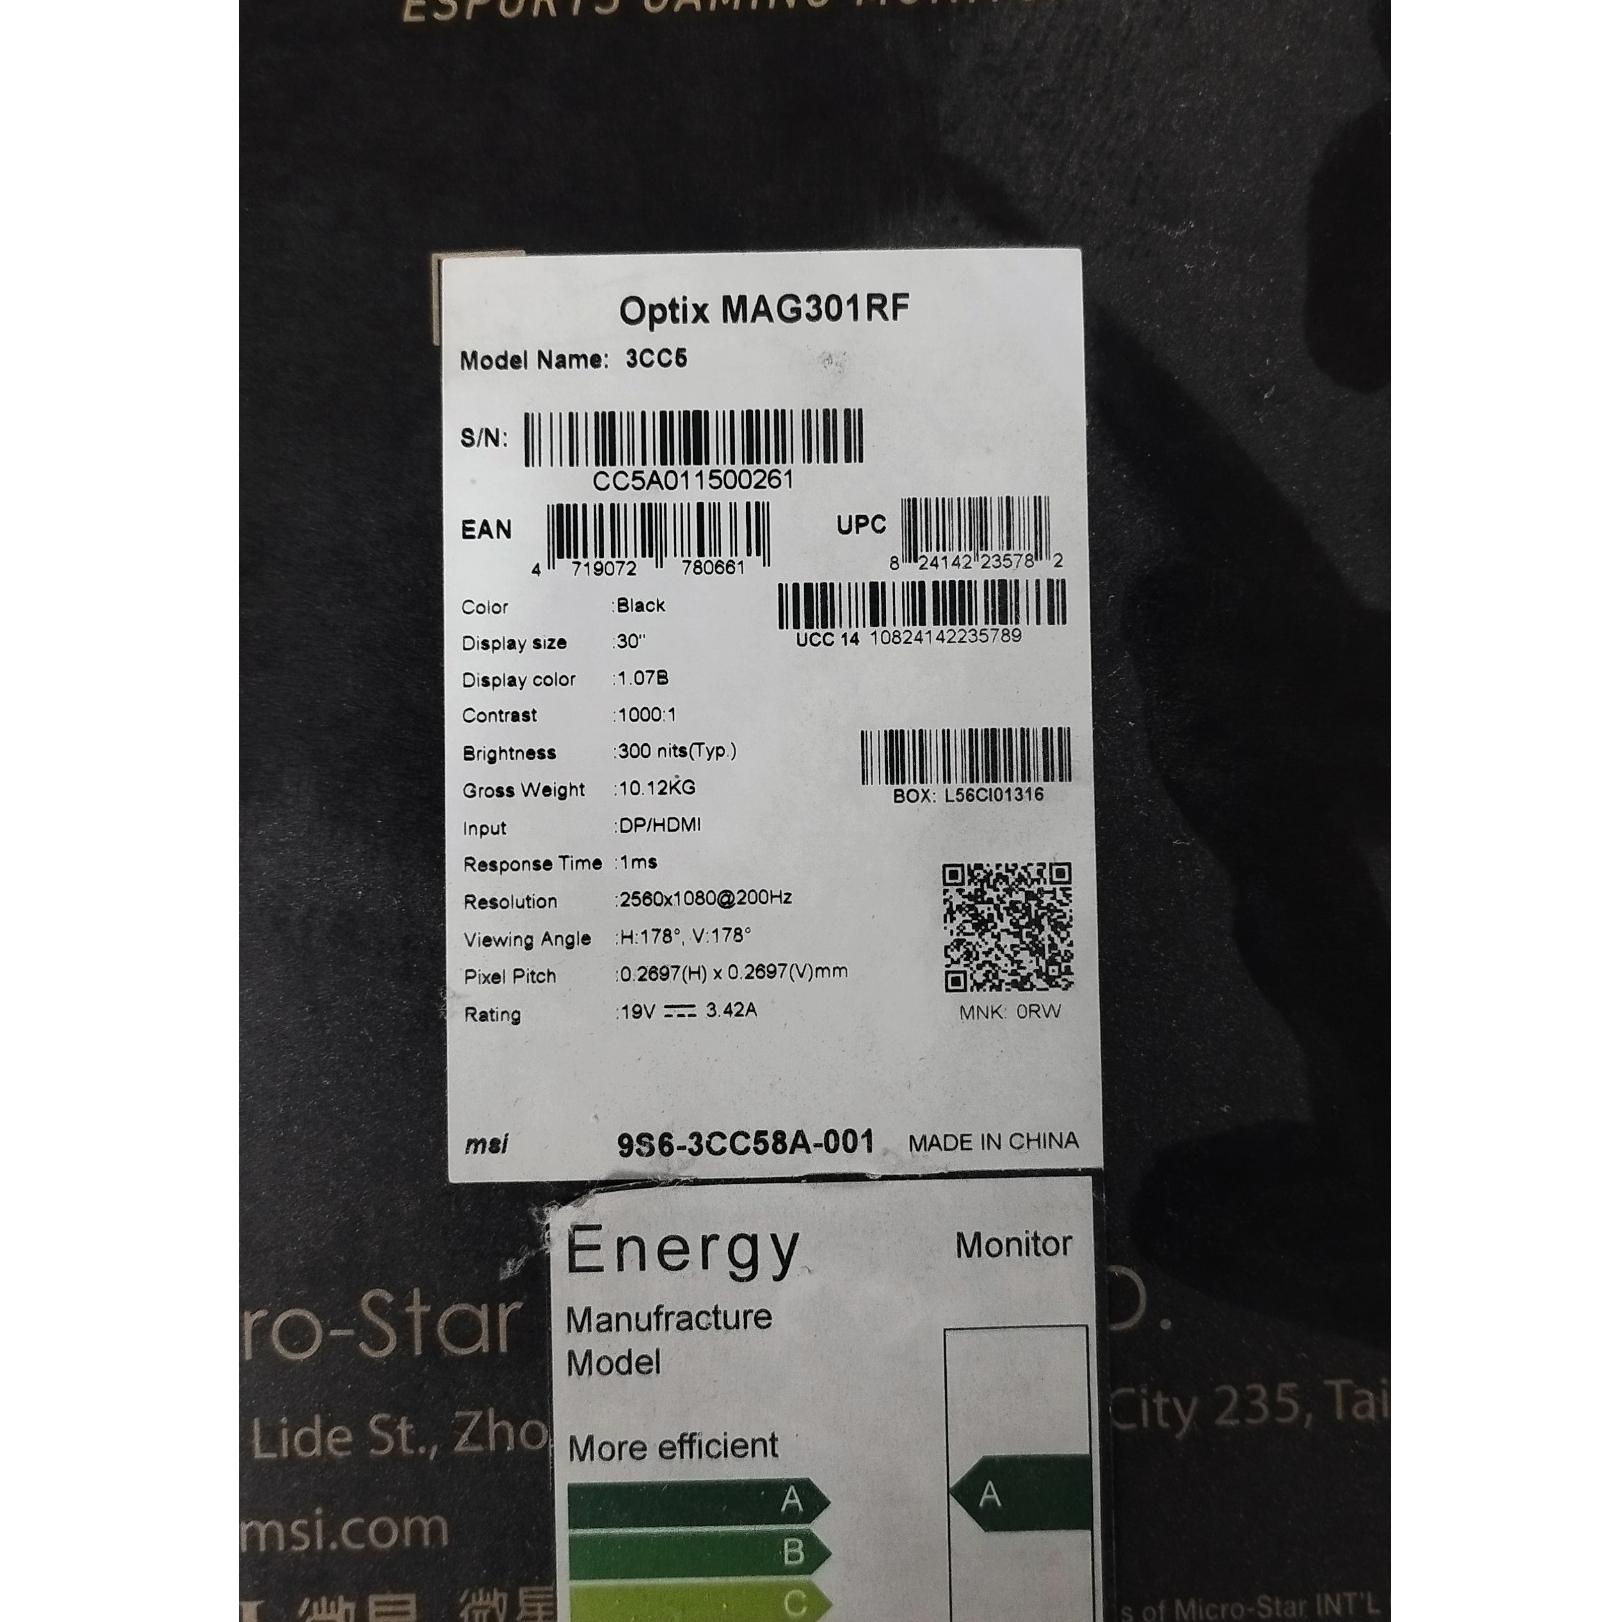 ESPORTS GAMING MONITOR
Optix MAG301RF
Model Name: 3CC5
S/N:
CC5A011500261
EAN
4 719072 780661
UPC
8 24142 23578 2
UCC 14 10824142235789
Color :Black
Display size :30"
Display color :1.07B
Contrast :1000:1
Brightness :300 nits(Typ.)
Gross Weight :10.12KG
BOX: L56CI01316
Input :DP/HDMI
Response Time :1ms
Resolution :2560x1080@200Hz
Viewing Angle :H:178°, V:178°
Pixel Pitch :0.2697(H) x 0.2697(V)mm
Rating :19V 3.42A
MNK: 0RW
msi 9S6-3CC58A-001 MADE IN CHINA
Energy Monitor
Manufracture
Model
More efficient
A
A
B
C
ro-Star
D.
Lide St., Zho
City 235, Tai
msi.com
微星
s of Micro-Star INT'L